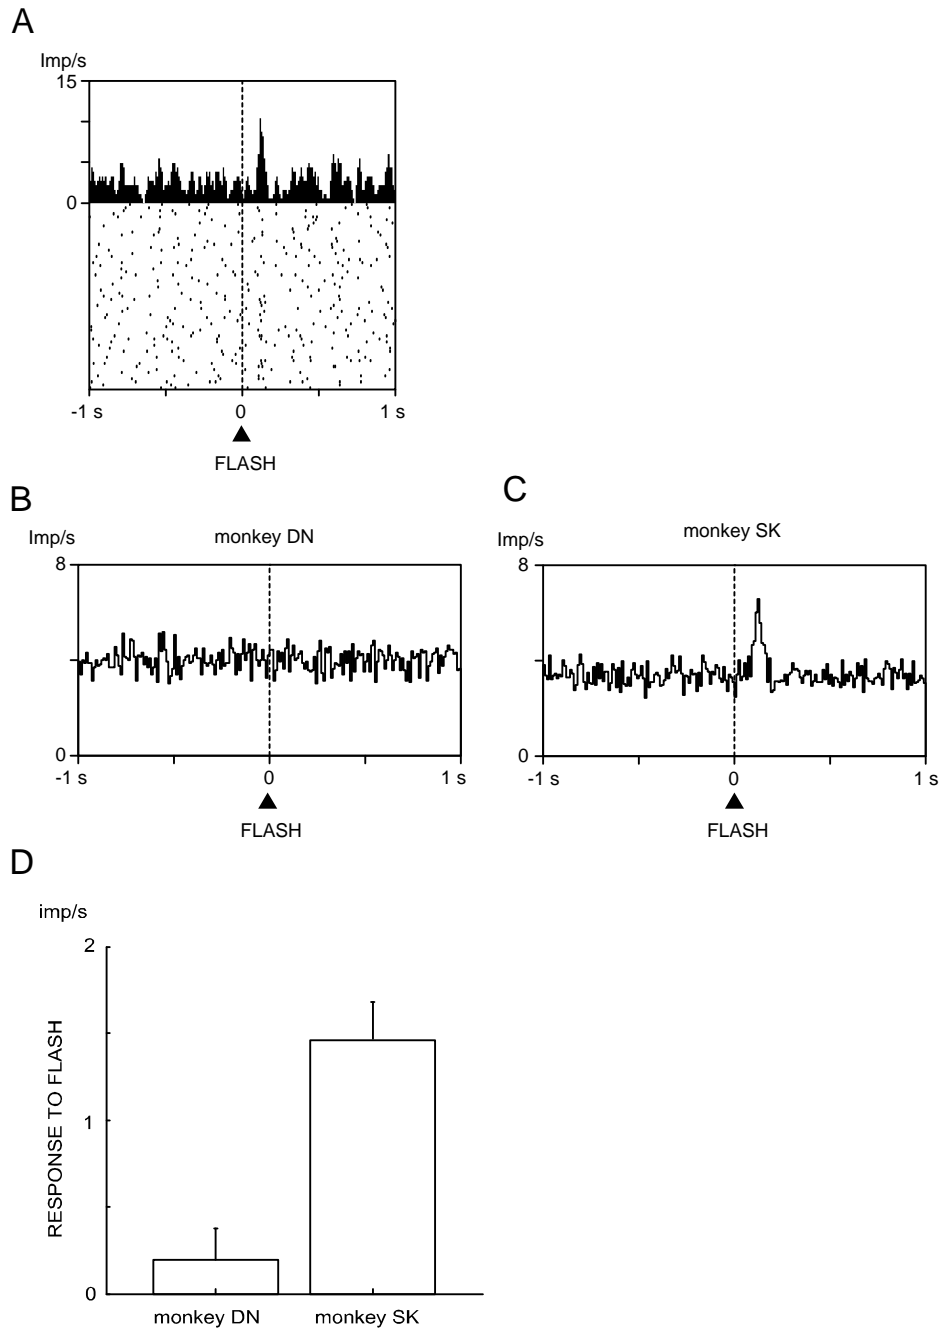 A
Imp/s
15
0
-1 s 0 1 s
FLASH
B
monkey DN
Imp/s
8
0
-1 s 0 1 s
FLASH
C
monkey SK
Imp/s
8
0
-1 s 0 1 s
FLASH
D
imp/s
2
1
0
RESPONSE TO FLASH
monkey DN monkey SK